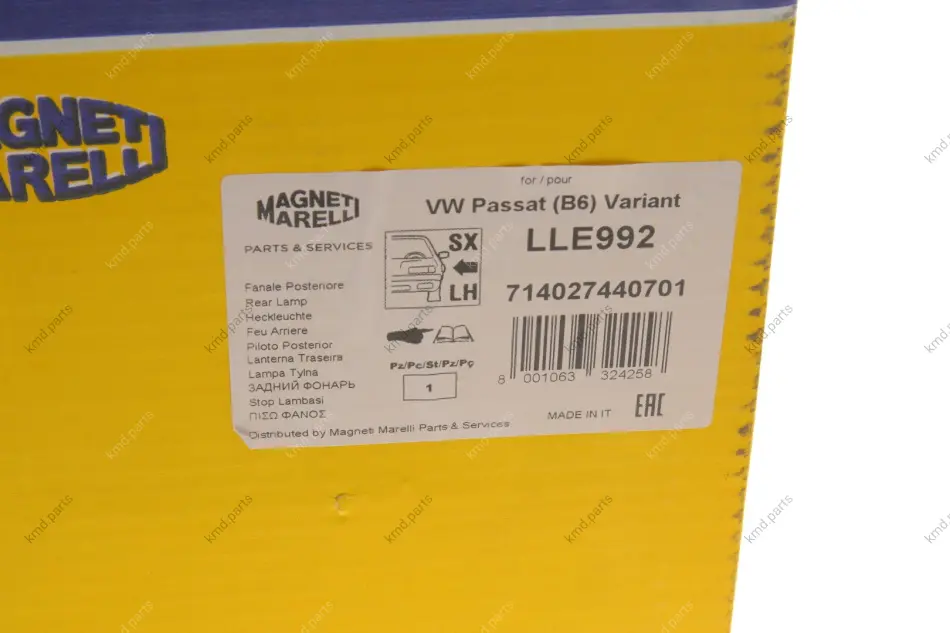 MAGNETI
MARELLI
MAGNETI
MARELLI
PARTS & SERVICES
for / pour
VW Passat (B6) Variant
SX
LH
LLE992
714027440701
Fanale Posteriore
Rear Lamp
Heckleuchte
Feu Arriere
Piloto Posterior
Lanterna Traseira
Lampa Tylna
ЗАДНИЙ ФОНАРЬ
Stop Lambasi
ΠΙΣΩ ΦΑΝΟΣ
Pz/Pc/St/Pz/Pç
1
8 001063 324258
MADE IN IT
EAC
Distributed by Magneti Marelli Parts & Services
kmd.parts